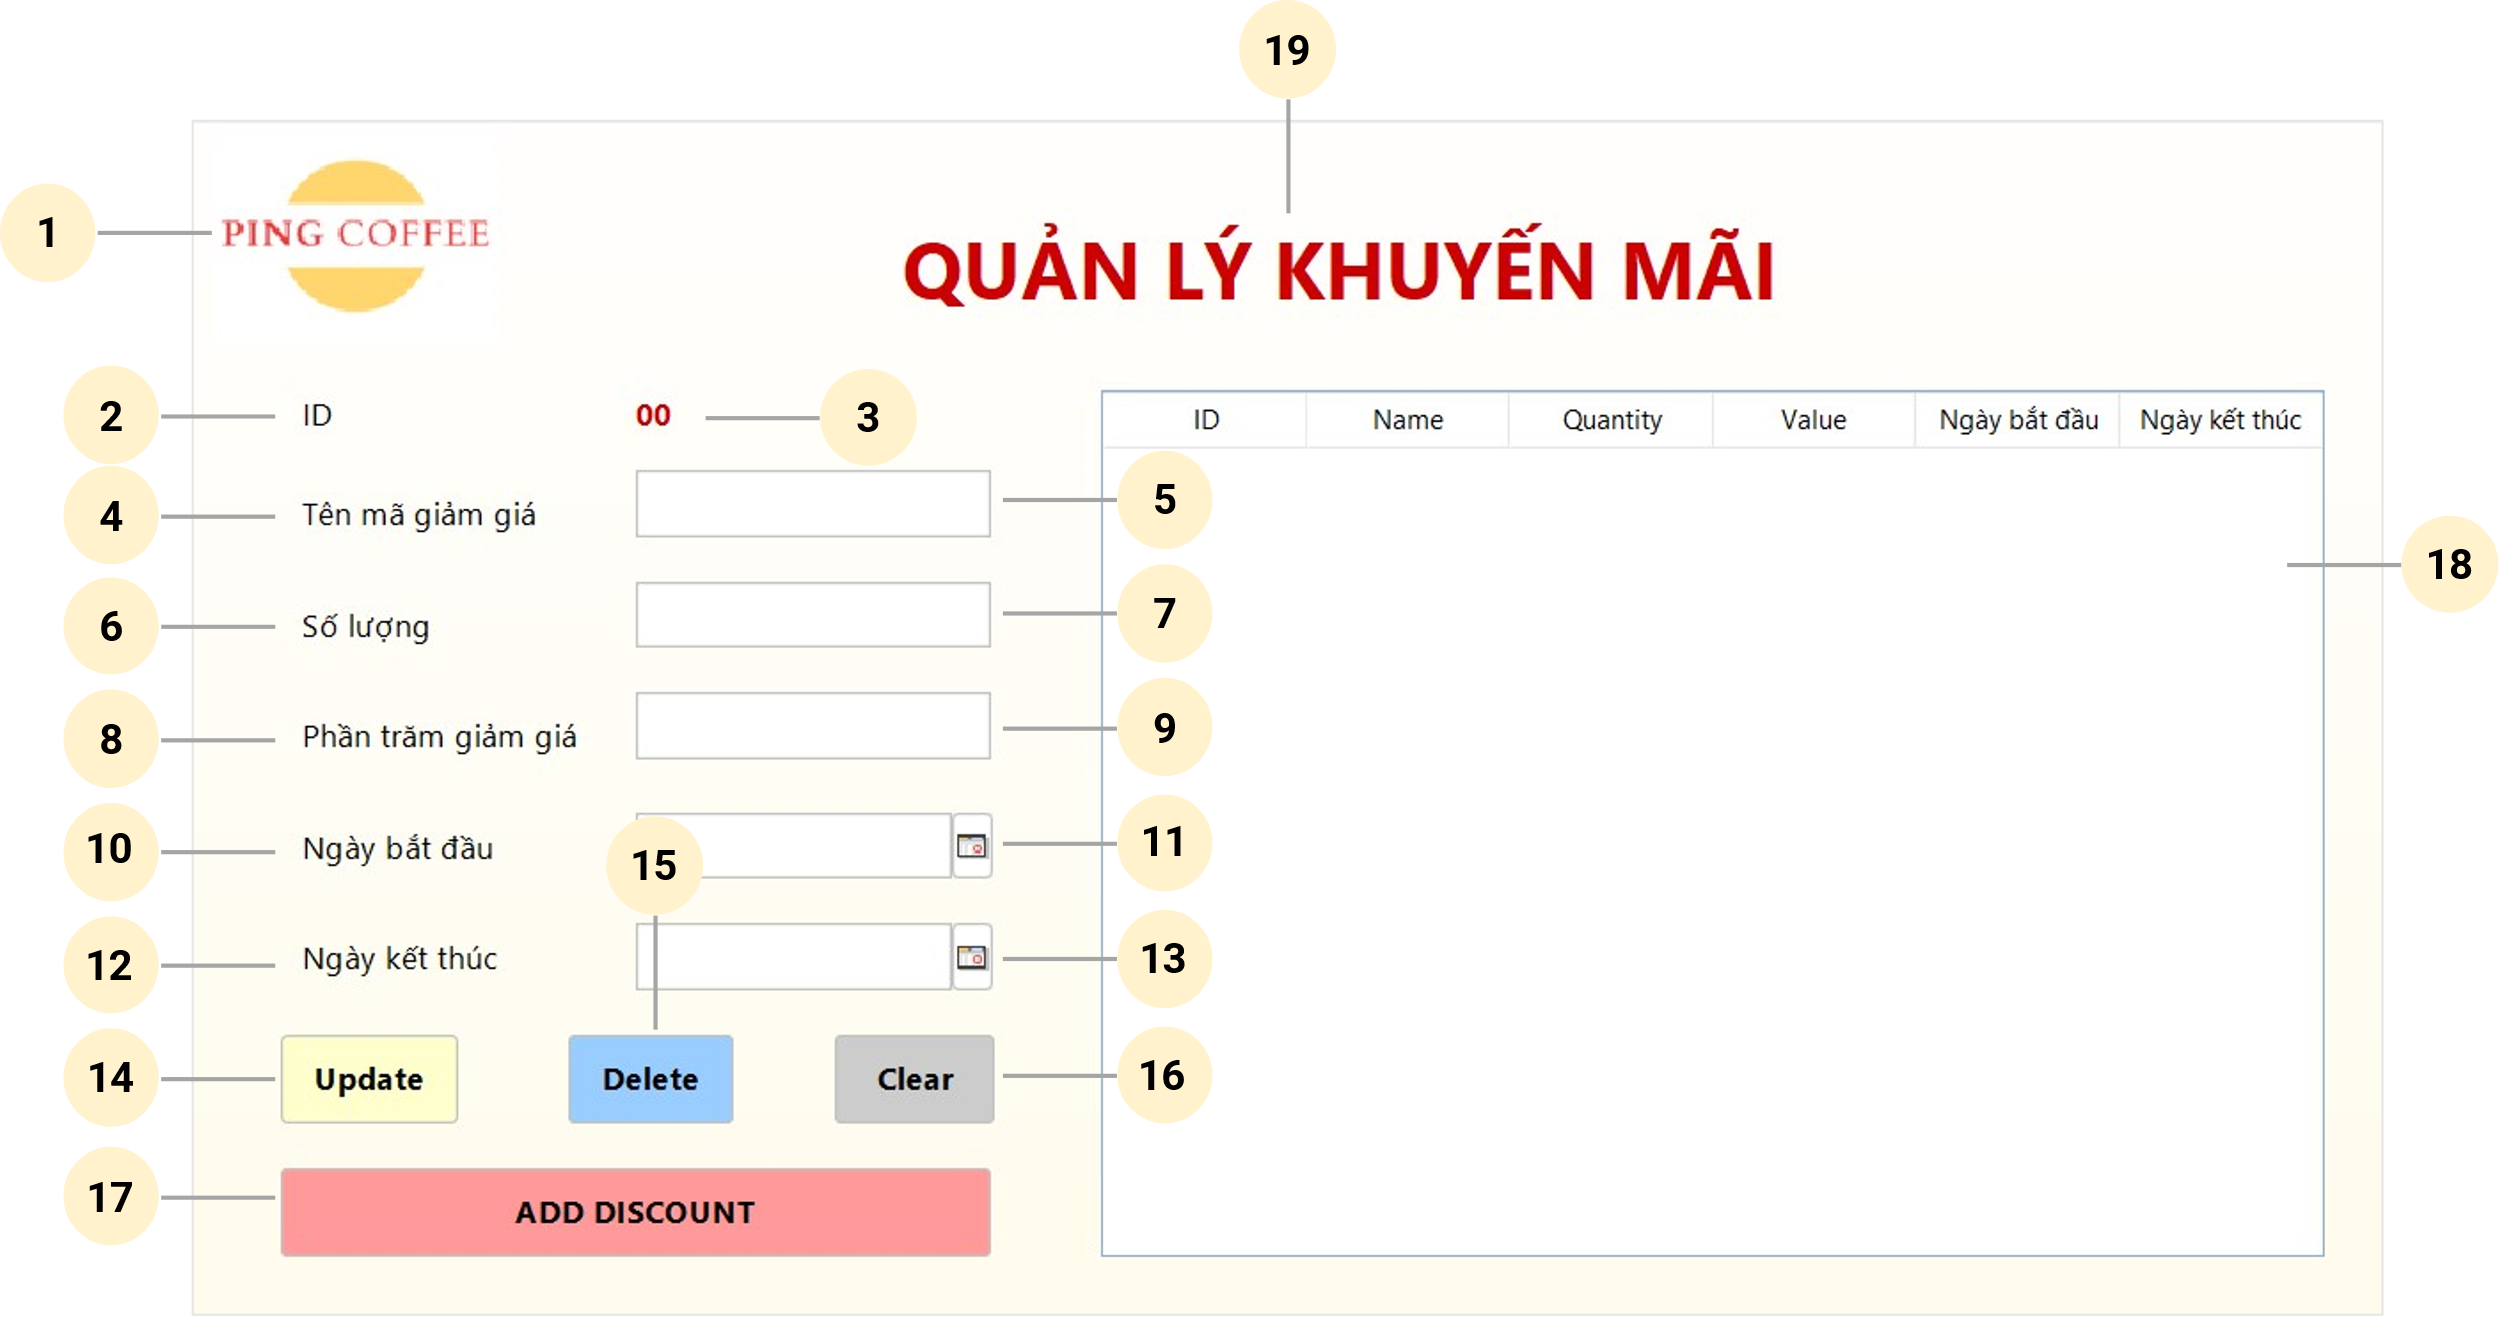 19
1
PING COFFEE
QUẢN LÝ KHUYẾN MÃI
2
ID
00
3
ID Name Quantity Value Ngày bắt đầu Ngày kết thúc
4
Tên mã giảm giá
5
18
6
Số lượng
7
8
Phần trăm giảm giá
9
10
Ngày bắt đầu
15
11
12
Ngày kết thúc
13
14
Update
Delete
Clear
16
17
ADD DISCOUNT